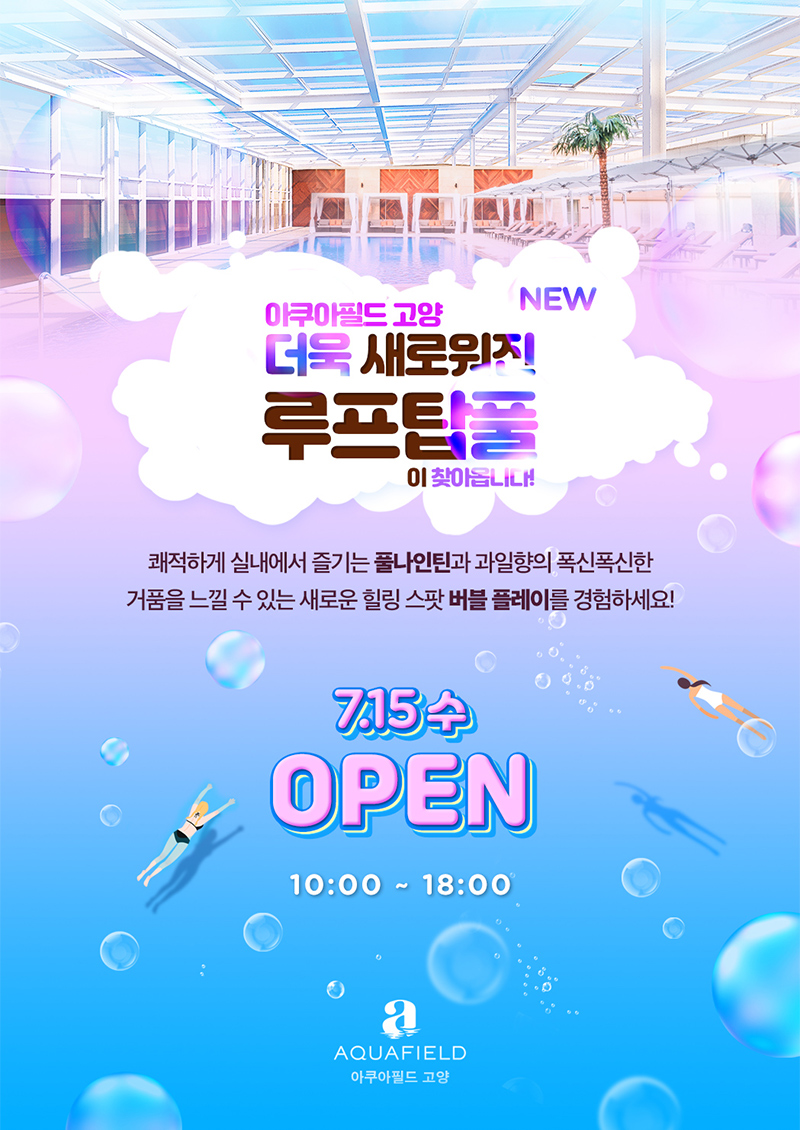 NEW
아쿠아필드 고양
더욱 새로워진
루프탑풀
이 찾아옵니다!
쾌적하게 실내에서 즐기는 풀나인틴과 과일향의 폭신폭신한
거품을 느낄 수 있는 새로운 힐링 스팟 버블 플레이를 경험하세요!
7.15 수
OPEN
10:00 ~ 18:00
a
AQUAFIELD
아쿠아필드 고양